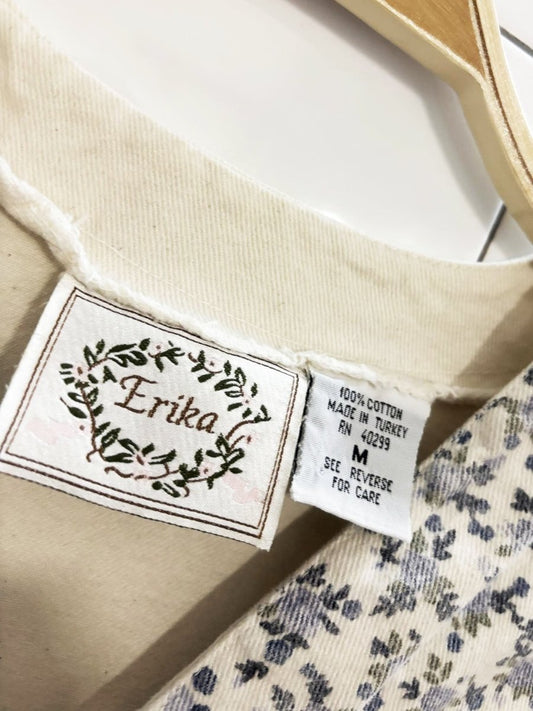 Erika
100% COTTON
MADE IN TURKEY
RN 40299
M
SEE REVERSE
FOR CARE